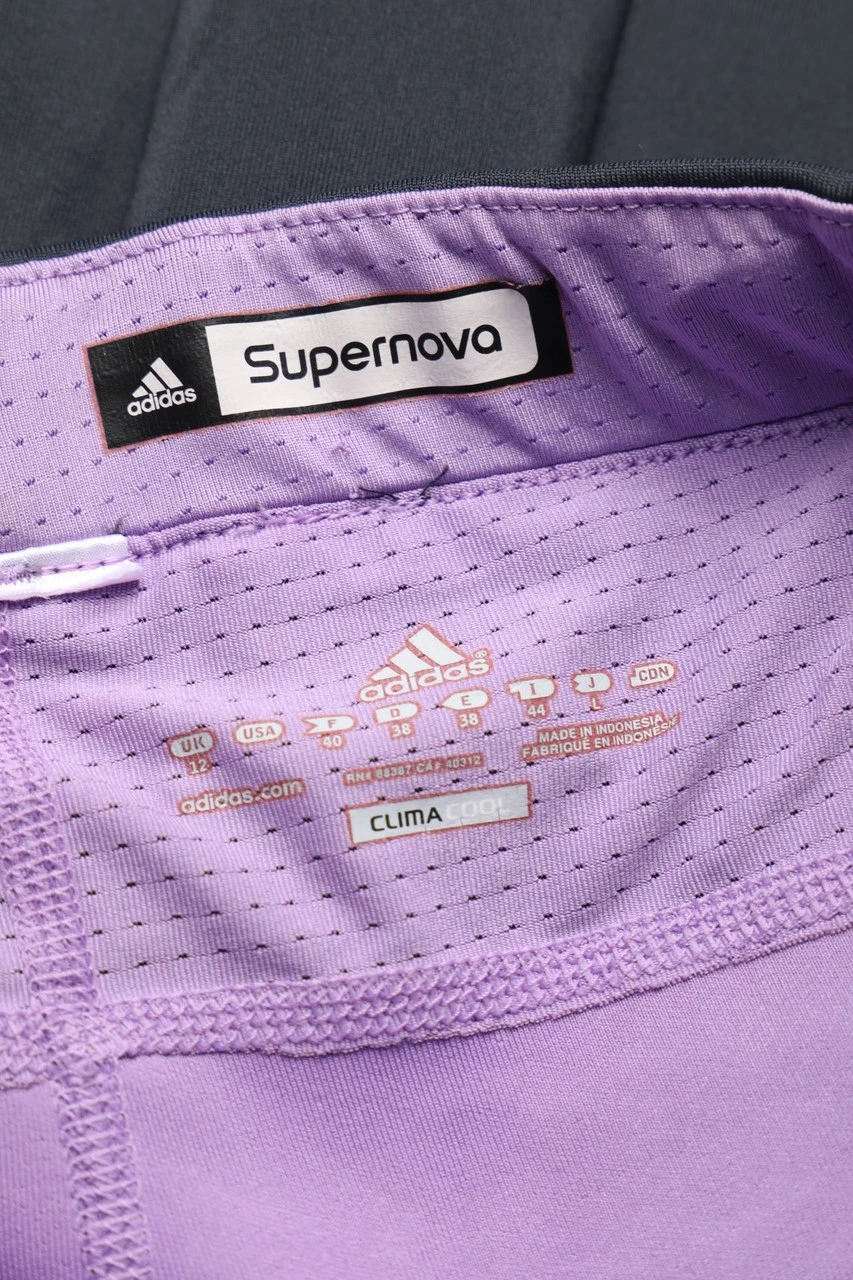 adidas
Supernova
adidas®
UK USA F D E I J CDN
12 40 38 38 44 L
MADE IN INDONESIA
FABRIQUÉ EN INDONESIE
adidas.com
RN# 88387 CA# 40312
CLIMACOOL